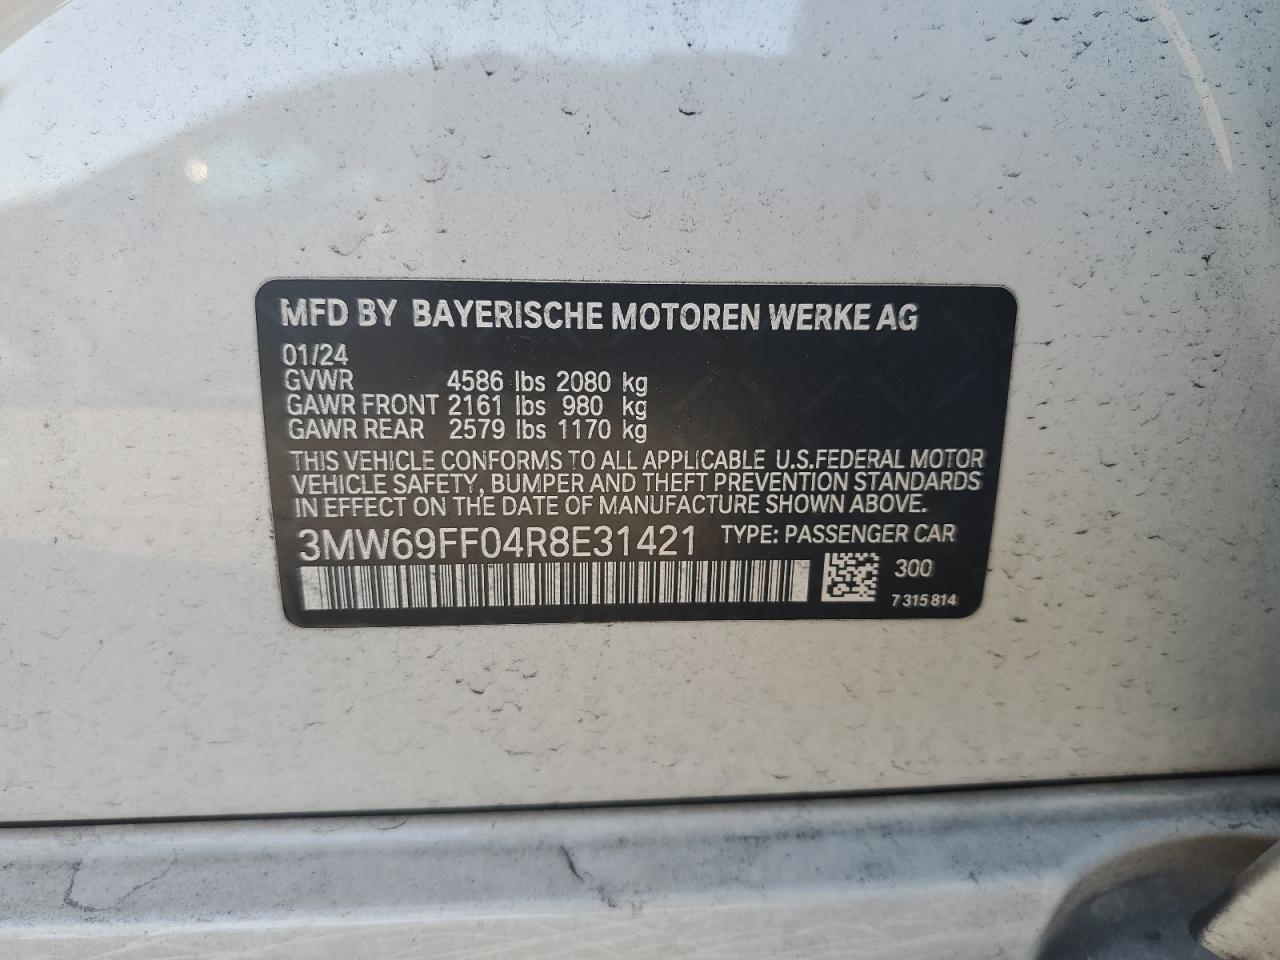 MFD BY BAYERISCHE MOTOREN WERKE AG
01/24
GVWR 4586 lbs 2080 kg
GAWR FRONT 2161 lbs 980 kg
GAWR REAR 2579 lbs 1170 kg
THIS VEHICLE CONFORMS TO ALL APPLICABLE U.S.FEDERAL MOTOR
VEHICLE SAFETY, BUMPER AND THEFT PREVENTION STANDARDS
IN EFFECT ON THE DATE OF MANUFACTURE SHOWN ABOVE.
3MW69FF04R8E31421 TYPE: PASSENGER CAR
300
7 315 814